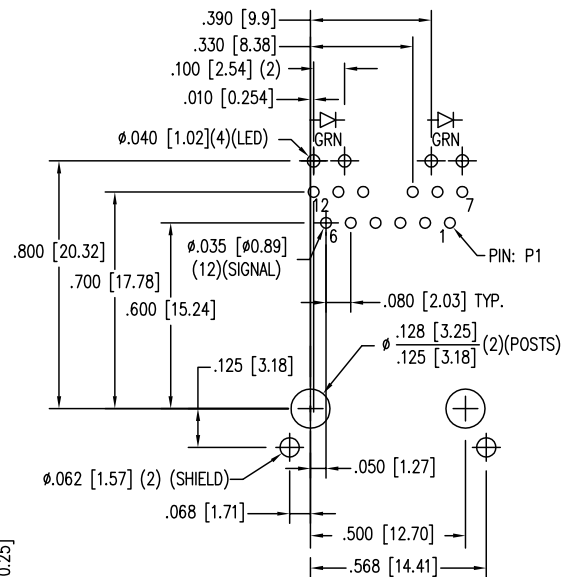 .390 [9.9]
.330 [8.38]
.100 [2.54] (2)
.010 [0.254]
GRN
GRN
ø.040 [1.02](4)(LED)
12
7
6
1
.800 [20.32]
.700 [17.78]
.600 [15.24]
ø.035 [ø0.89]
(12)(SIGNAL)
PIN: P1
.080 [2.03] TYP.
ø .128 [3.25]
.125 [3.18] (2)(POSTS)
.125 [3.18]
ø.062 [1.57] (2) (SHIELD)
.050 [1.27]
.068 [1.71]
.500 [12.70]
.568 [14.41]
0.25]